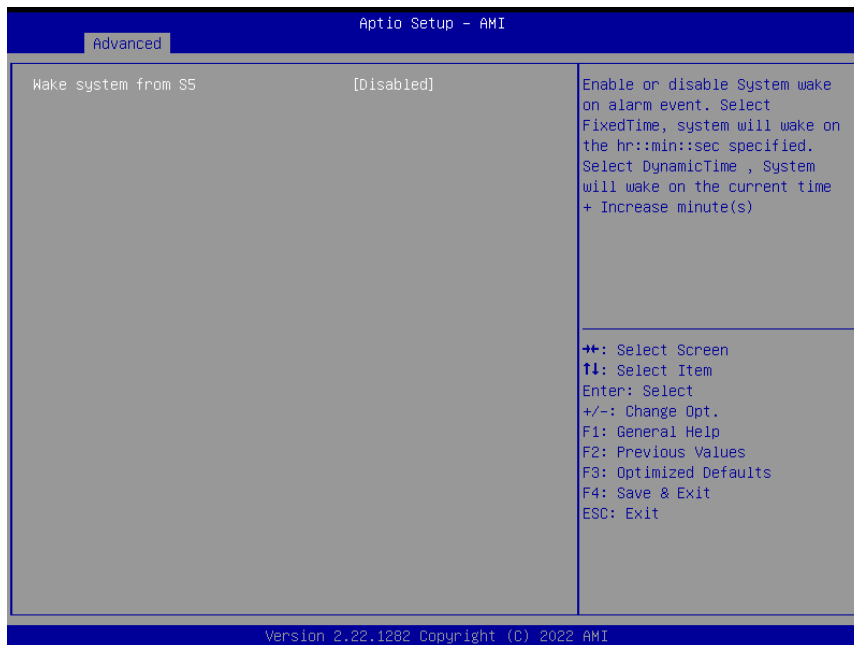 Aptio Setup – AMI
Advanced
Wake system from S5 [Disabled]
Enable or disable System wake
on alarm event. Select
FixedTime, system will wake on
the hr::min::sec specified.
Select DynamicTime , System
will wake on the current time
+ Increase minute(s)
→←: Select Screen
↑↓: Select Item
Enter: Select
+/-: Change Opt.
F1: General Help
F2: Previous Values
F3: Optimized Defaults
F4: Save & Exit
ESC: Exit
Version 2.22.1282 Copyright (C) 2022 AMI